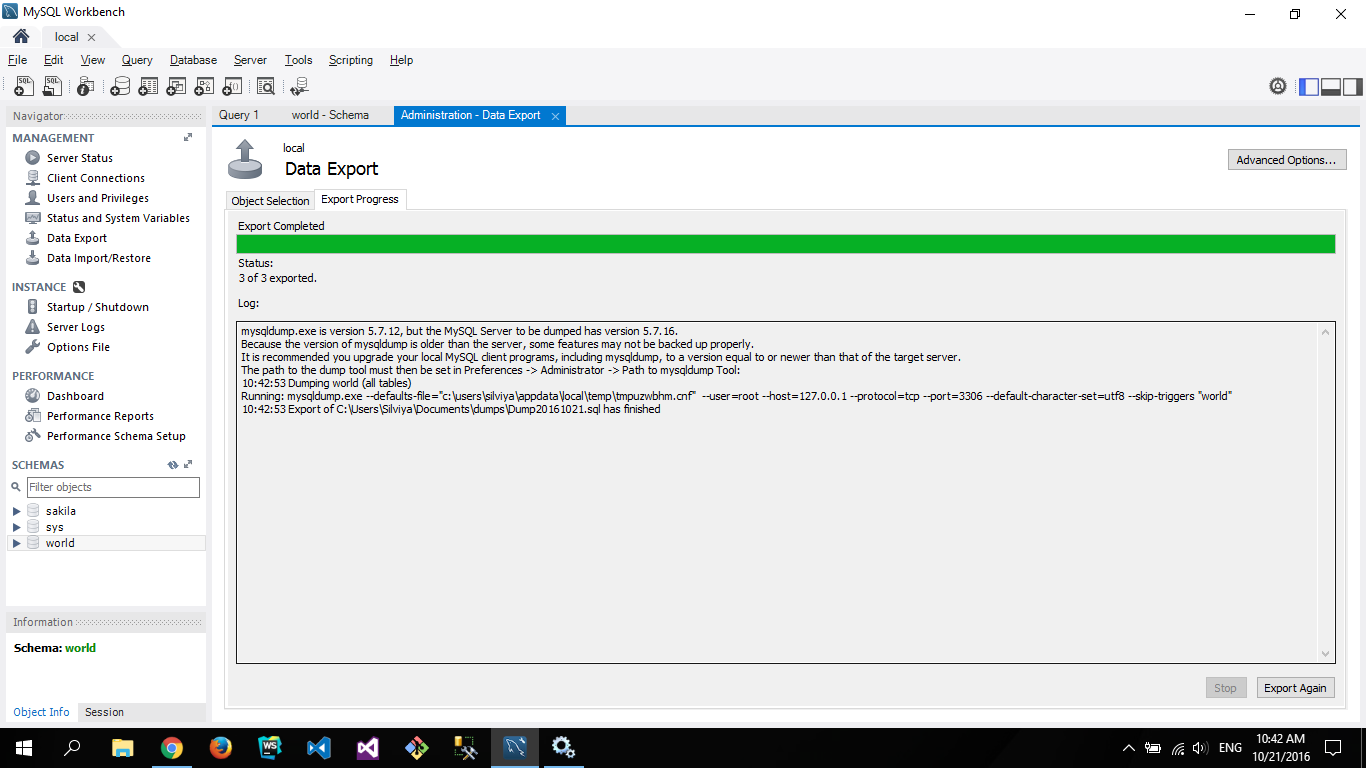 MySQL Workbench
local
File Edit View Query Database Server Tools Scripting Help
Navigator
MANAGEMENT
Server Status
Client Connections
Users and Privileges
Status and System Variables
Data Export
Data Import/Restore
INSTANCE
Startup / Shutdown
Server Logs
Options File
PERFORMANCE
Dashboard
Performance Reports
Performance Schema Setup
SCHEMAS
Filter objects
sakila
sys
world
Information
Schema: world
Object Info Session
Query 1 world - Schema Administration - Data Export
local
Data Export
Advanced Options...
Object Selection Export Progress
Export Completed
Status:
3 of 3 exported.
Log:
mysqldump.exe is version 5.7.12, but the MySQL Server to be dumped has version 5.7.16.
Because the version of mysqldump is older than the server, some features may not be backed up properly.
It is recommended you upgrade your local MySQL client programs, including mysqldump, to a version equal to or newer than that of the target server.
The path to the dump tool must then be set in Preferences -> Administrator -> Path to mysqldump Tool:
10:42:53 Dumping world (all tables)
Running: mysqldump.exe --defaults-file="c:\users\silviya\appdata\local\temp\tmpuzwbhm.cnf" --user=root --host=127.0.0.1 --protocol=tcp --port=3306 --default-character-set=utf8 --skip-triggers "world"
10:42:53 Export of C:\Users\Silviya\Documents\dumps\Dump20161021.sql has finished
Stop Export Again
WS
ENG
10:42 AM
10/21/2016